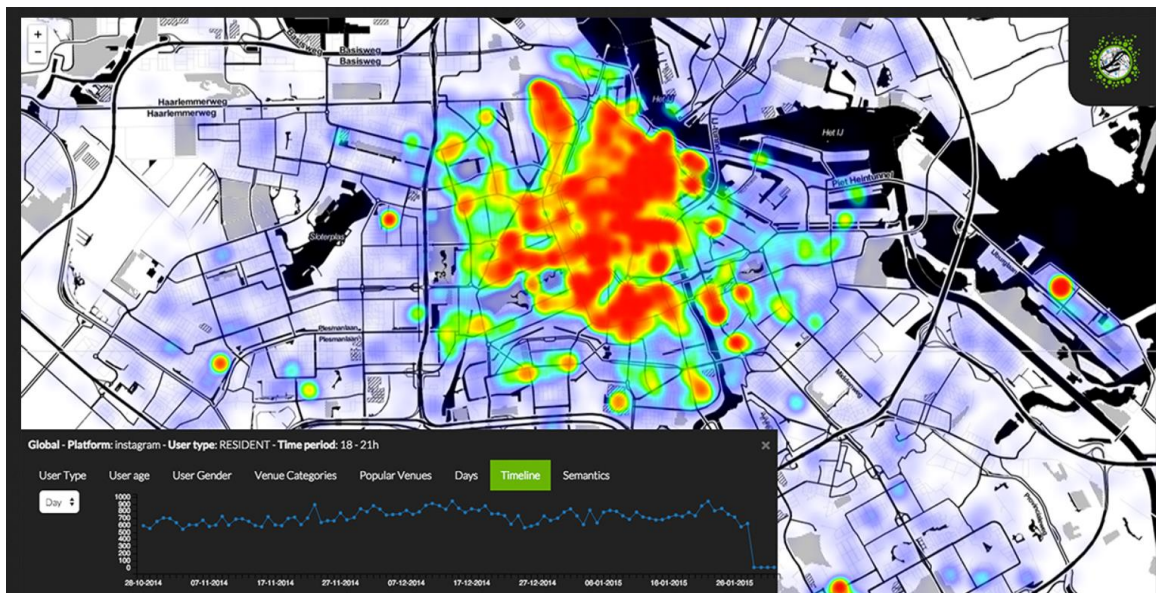 +
−
Basisweg
Basisweg
Basisweg
Haarlemmerweg
Haarlemmerweg
Het IJ
Het IJ
Piet Heintunnel
Sloterplas
Plesmanlaan
Plesmanlaan
Middenweg
Global - Platform: instagram - User type: RESIDENT - Time period: 18 - 21h
×
User Type
User age
User Gender
Venue Categories
Popular Venues
Days
Timeline
Semantics
Day
1000
900
800
700
600
500
400
300
200
100
0
28-10-2014
07-11-2014
17-11-2014
27-11-2014
07-12-2014
17-12-2014
27-12-2014
06-01-2015
16-01-2015
26-01-2015